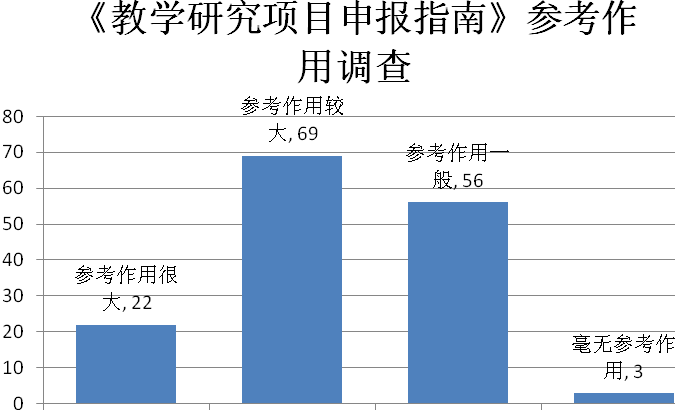 《教学研究项目申报指南》参考作
用调查
80
70
60
50
40
30
20
10
0
参考作用很
大, 22
参考作用较
大, 69
参考作用一
般, 56
毫无参考作
用, 3